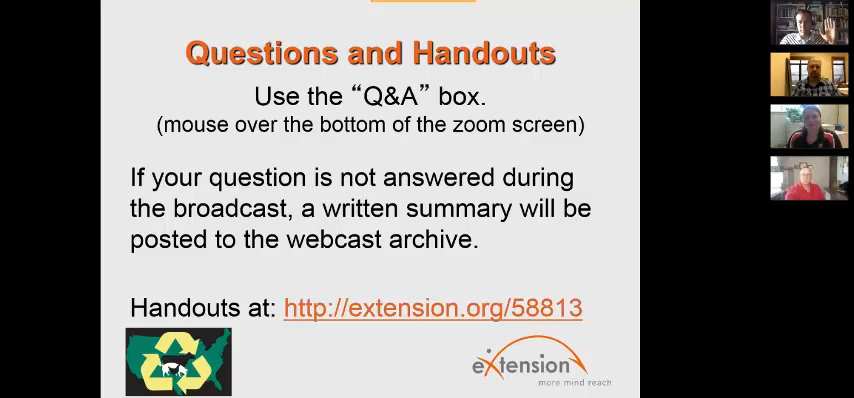 Questions and Handouts
Use the “Q&A” box.
(mouse over the bottom of the zoom screen)
If your question is not answered during
the broadcast, a written summary will be
posted to the webcast archive.
Handouts at: http://extension.org/58813
eXtension
more mind reach